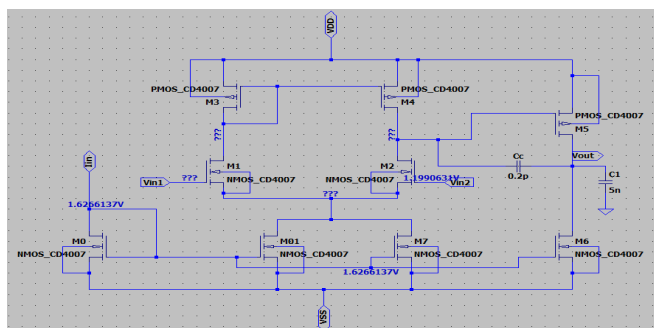 VDD
PMOS_CD4007
M3
M4
PMOS_CD4007
PMOS_CD4007
M5
???
???
Iin
Vin1
???
M1
NMOS_CD4007
M2
NMOS_CD4007
1.1990631V
Vin2
Cc
0.2p
Vout
C1
5n
???
1.6266137V
M0
NMOS_CD4007
M01
NMOS_CD4007
M7
NMOS_CD4007
M6
NMOS_CD4007
1.6266137V
VSS